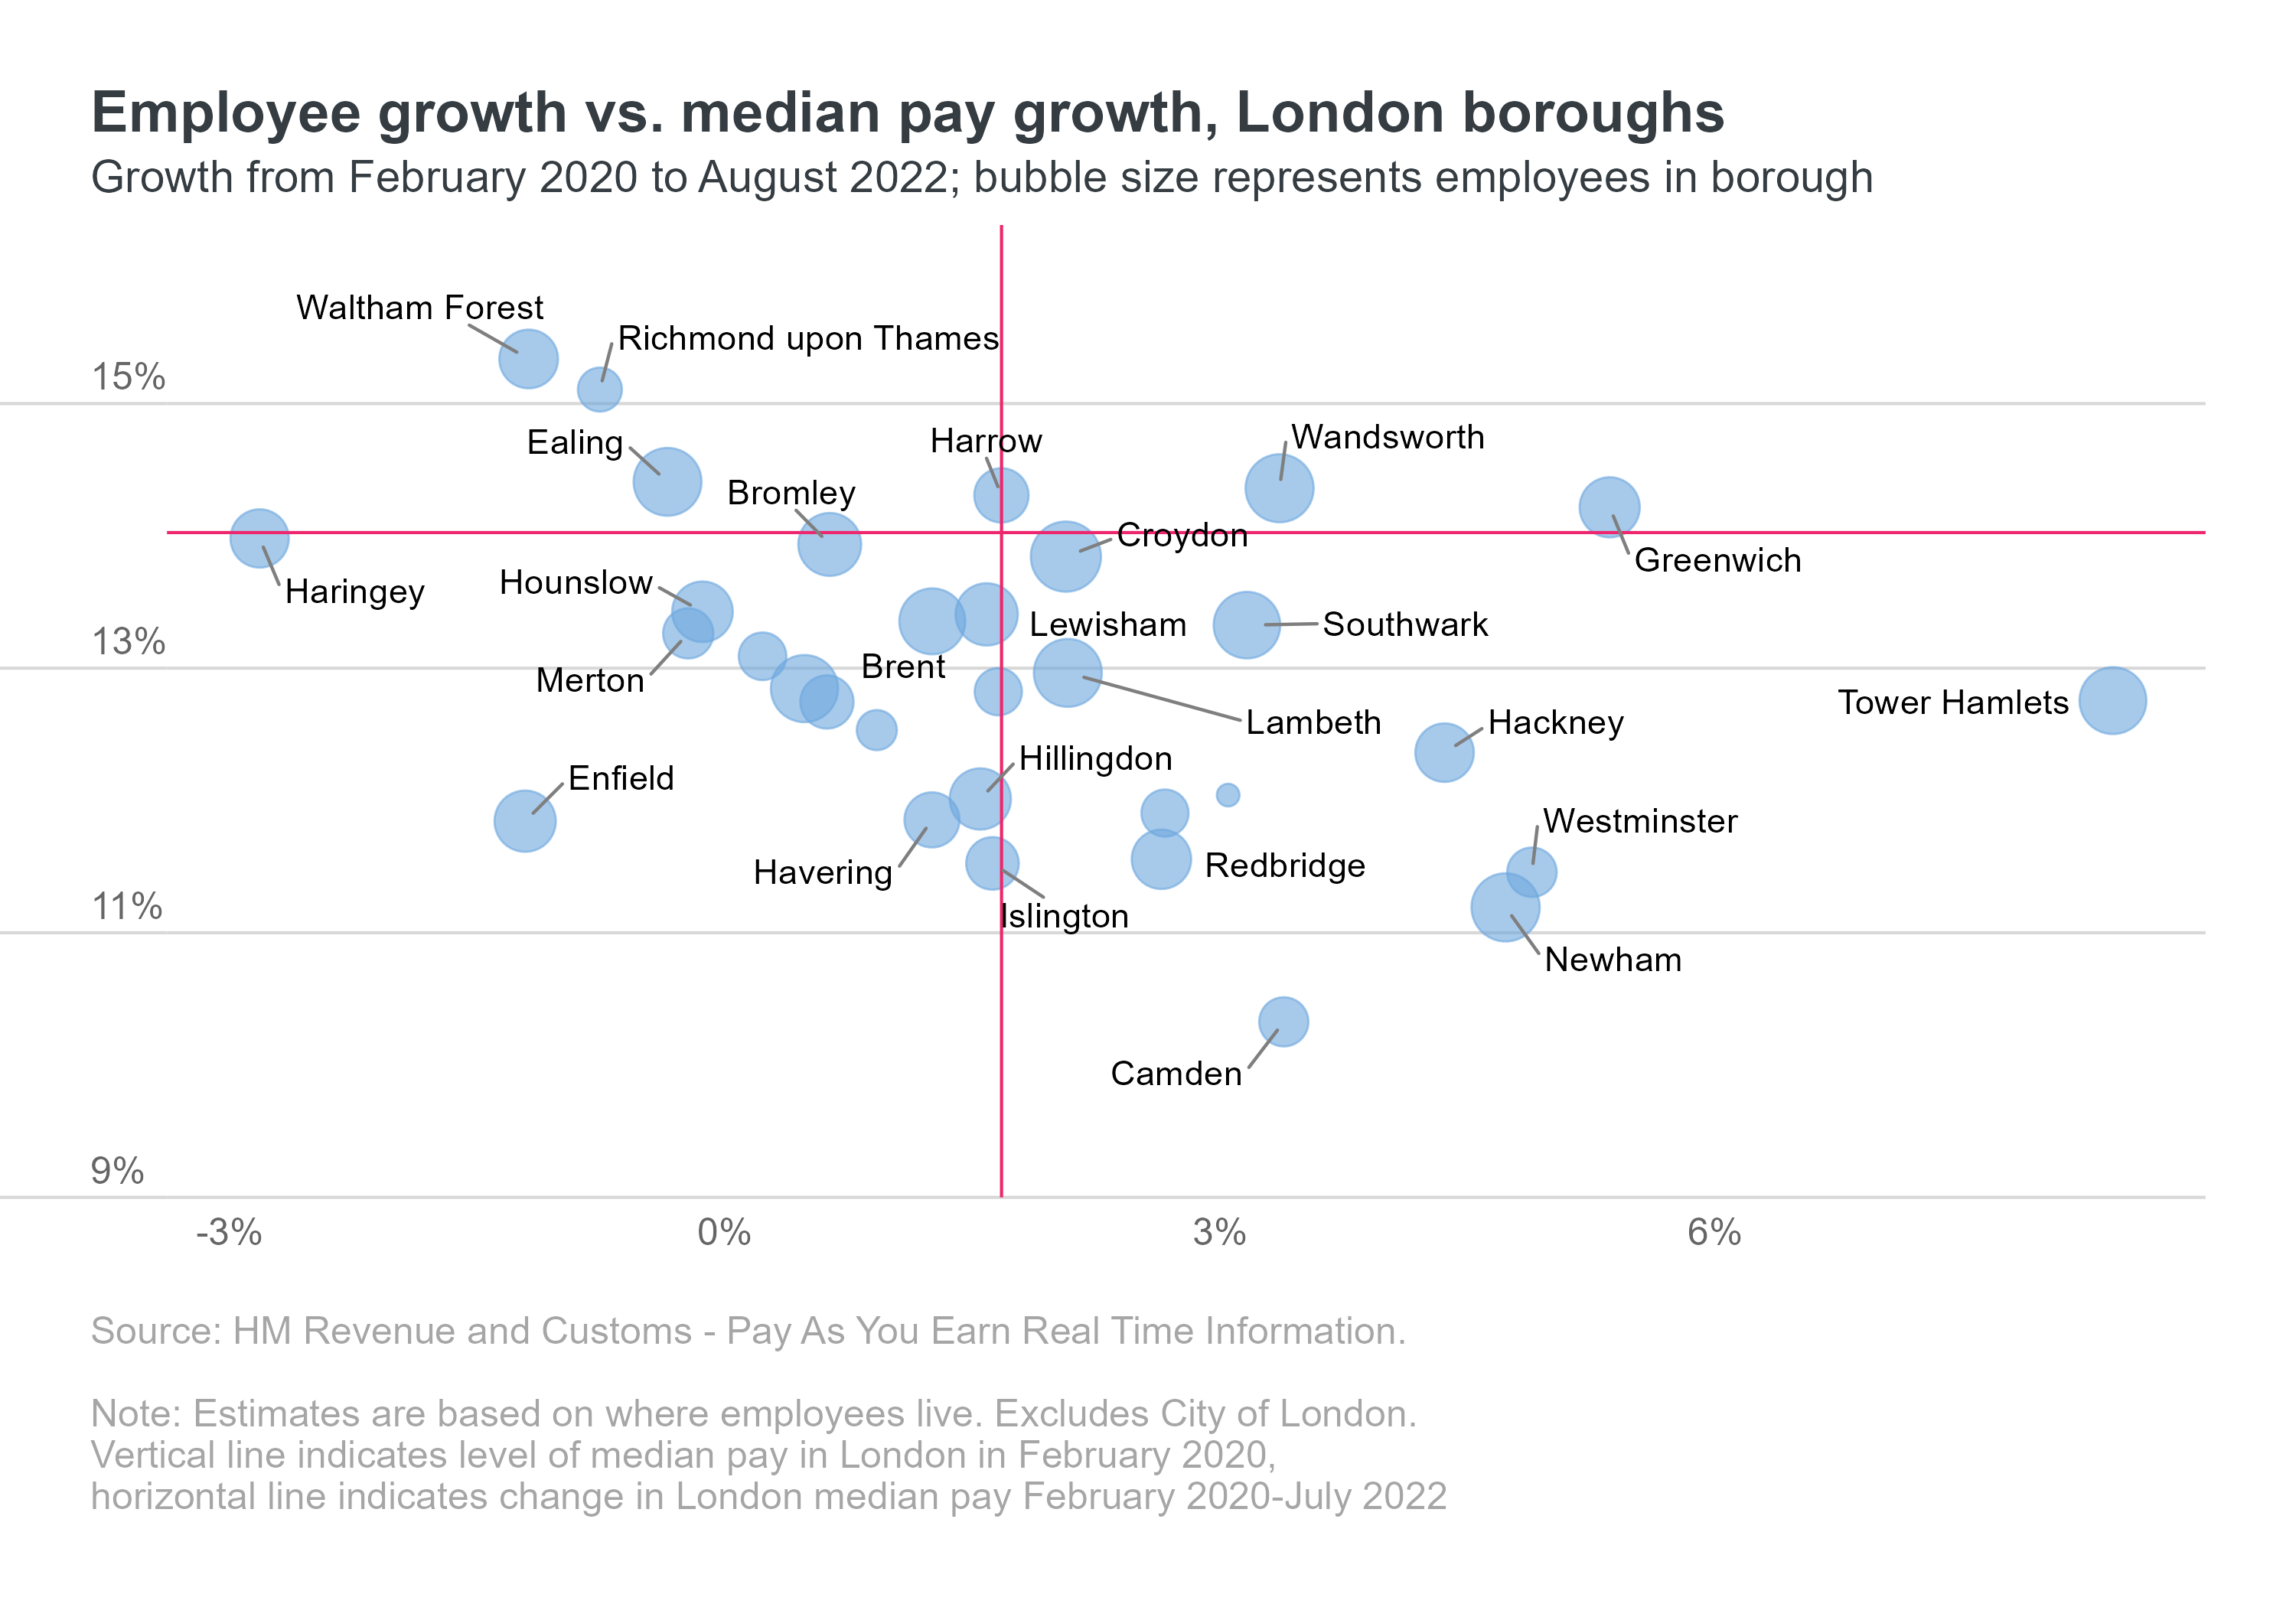 Employee growth vs. median pay growth, London boroughs
Growth from February 2020 to August 2022; bubble size represents employees in borough
Waltham Forest
Richmond upon Thames
15%
Ealing
Harrow
Wandsworth
Bromley
Croydon
Greenwich
Haringey
Hounslow
Lewisham
Southwark
13%
Merton
Brent
Tower Hamlets
Lambeth
Hackney
Hillingdon
Enfield
Westminster
Havering
Redbridge
11%
Islington
Newham
Camden
9%
-3% 0% 3% 6%
Source: HM Revenue and Customs - Pay As You Earn Real Time Information.
Note: Estimates are based on where employees live. Excludes City of London.
Vertical line indicates level of median pay in London in February 2020,
horizontal line indicates change in London median pay February 2020-July 2022